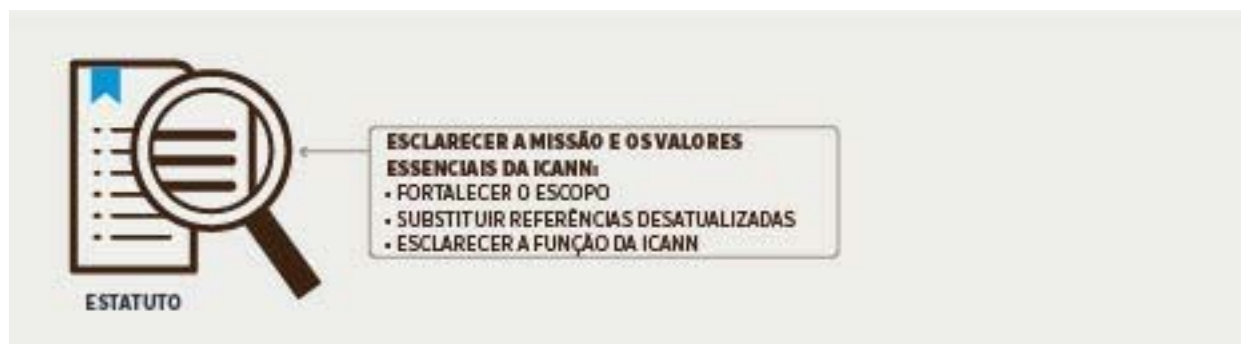 ESCLARECER A MISSÃO E OS VALORES
ESSENCIAIS DA ICANN:
• FORTALECER O ESCOPO
• SUBSTITUIR REFERÊNCIAS DESATUALIZADAS
• ESCLARECER A FUNÇÃO DA ICANN
ESTATUTO